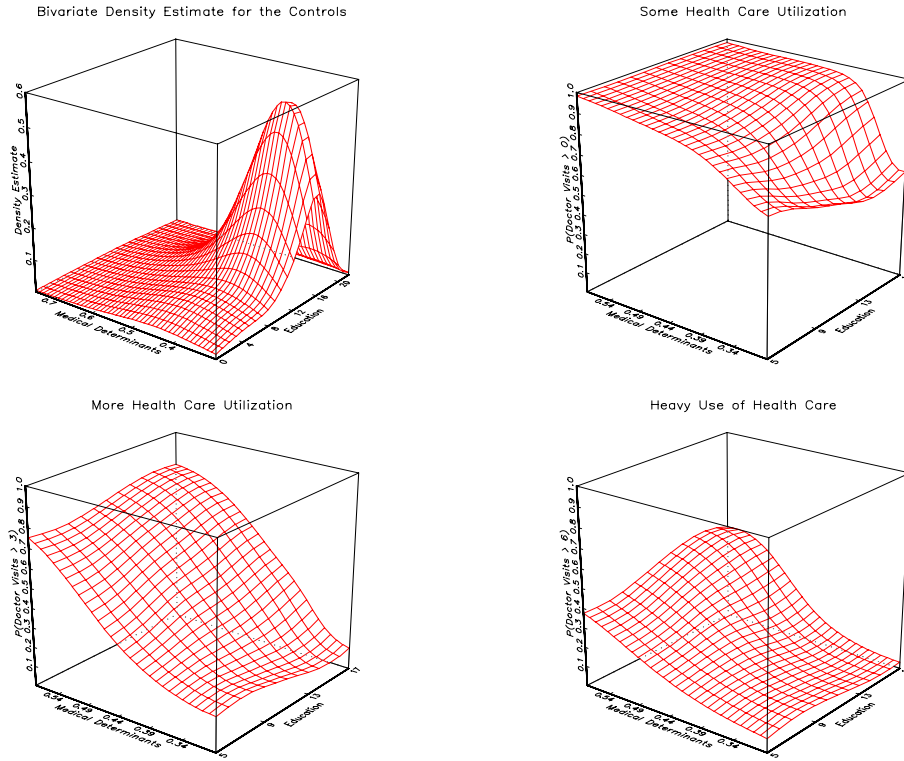 Bivariate Density Estimate for the Controls
Density Estimate
0.1 0.2 0.3 0.4 0.5 0.6
0.7 0.6 0.5 0.4
Medical Determinants
0 4 8 12 16 20
Education
Some Health Care Utilization
P(Doctor Visits > 0)
0.1 0.2 0.3 0.4 0.5 0.6 0.7 0.8 0.9 1.0
0.54 0.49 0.44 0.39 0.34
Medical Determinants
5 9 13
Education
More Health Care Utilization
P(Doctor Visits > 3)
0.1 0.2 0.3 0.4 0.5 0.6 0.7 0.8 0.9 1.0
0.54 0.49 0.44 0.39 0.34
Medical Determinants
5 9 13 17
Education
Heavy Use of Health Care
P(Doctor Visits > 6)
0.1 0.2 0.3 0.4 0.5 0.6 0.7 0.8 0.9 1.0
0.54 0.49 0.44 0.39 0.34
Medical Determinants
5 9 13
Education